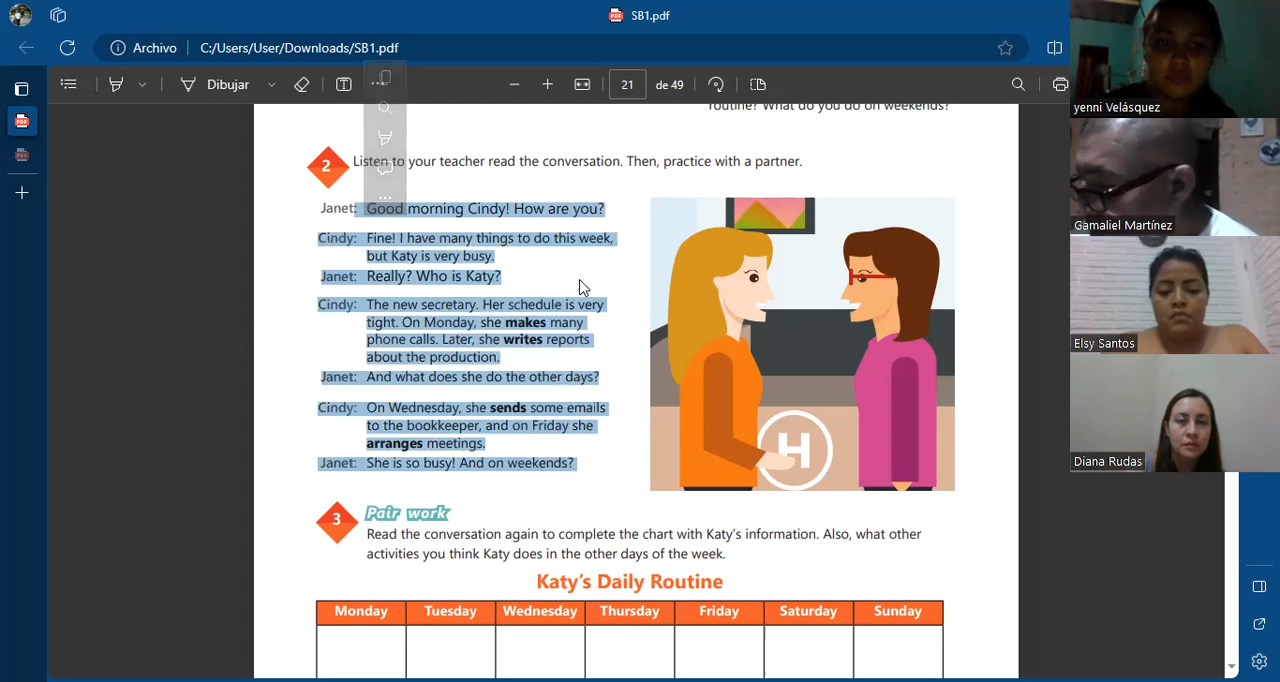 SB1.pdf
Archivo
C:/Users/User/Downloads/SB1.pdf
Dibujar
21
de 49
routine? What do you do on weekends?
2
Listen to your teacher read the conversation. Then, practice with a partner.
Janet: Good morning Cindy! How are you?
Cindy: Fine! I have many things to do this week,
but Katy is very busy.
Janet: Really? Who is Katy?
Cindy: The new secretary. Her schedule is very
tight. On Monday, she makes many
phone calls. Later, she writes reports
about the production.
Janet: And what does she do the other days?
Cindy: On Wednesday, she sends some emails
to the bookkeeper, and on Friday she
arranges meetings.
Janet: She is so busy! And on weekends?
H
3
Pair work
Read the conversation again to complete the chart with Katy's information. Also, what other
activities you think Katy does in the other days of the week.
Katy's Daily Routine
Monday Tuesday Wednesday Thursday Friday Saturday Sunday
yenni Velásquez
Gamaliel Martínez
Elsy Santos
Diana Rudas